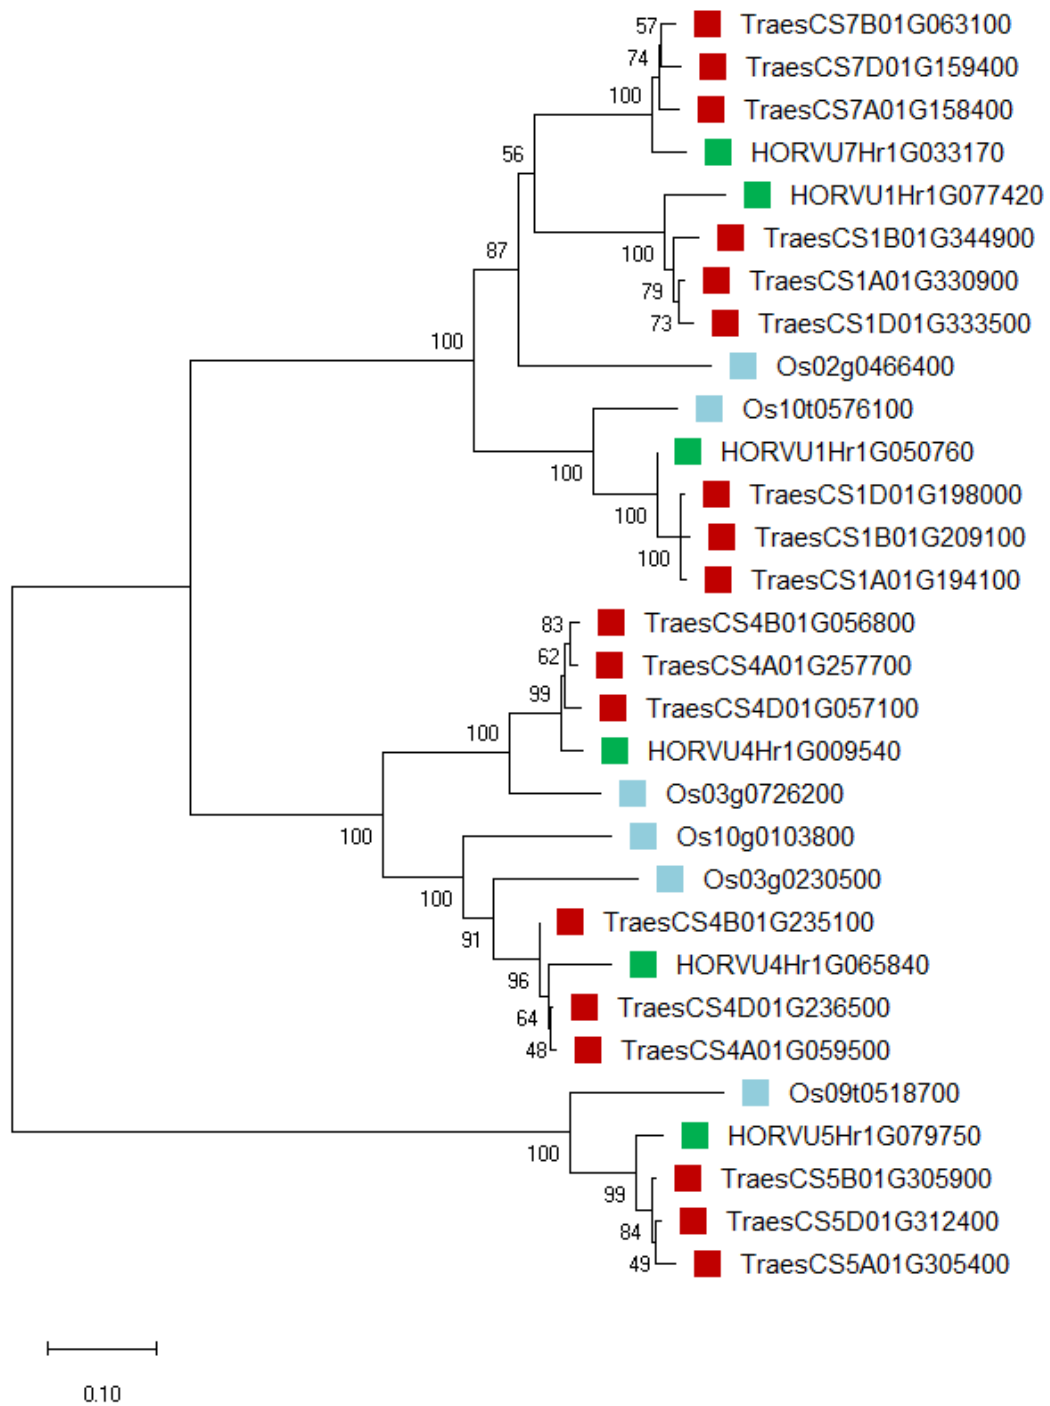 57
TraesCS7B01G063100
74
TraesCS7D01G159400
100
TraesCS7A01G158400
HORVU7Hr1G033170
56
HORVU1Hr1G077420
TraesCS1B01G344900
87
100
TraesCS1A01G330900
79
TraesCS1D01G333500
73
100
Os02g0466400
Os10t0576100
HORVU1Hr1G050760
100
TraesCS1D01G198000
100
TraesCS1B01G209100
100
TraesCS1A01G194100
83
TraesCS4B01G056800
62
TraesCS4A01G257700
99
TraesCS4D01G057100
100
HORVU4Hr1G009540
Os03g0726200
100
Os10g0103800
Os03g0230500
100
TraesCS4B01G235100
91
HORVU4Hr1G065840
96
TraesCS4D01G236500
64
TraesCS4A01G059500
48
Os09t0518700
HORVU5Hr1G079750
100
TraesCS5B01G305900
99
TraesCS5D01G312400
84
TraesCS5A01G305400
49
0.10